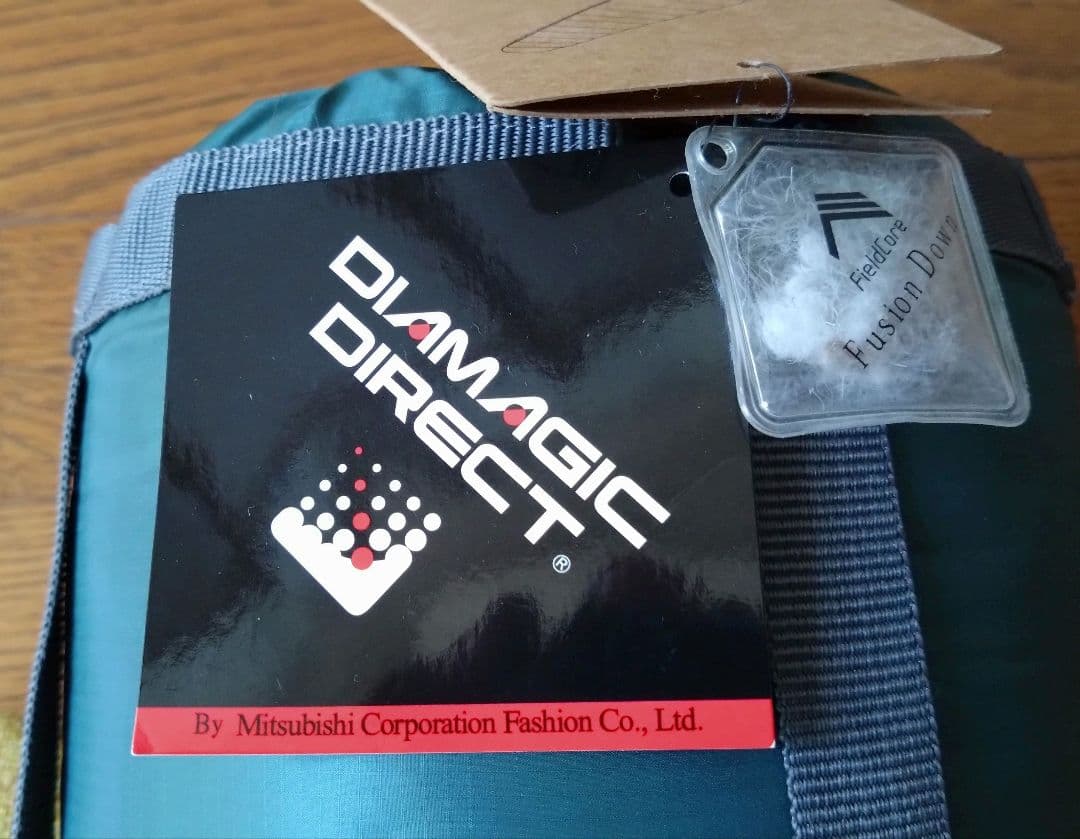 DIAMAGIC
DIRECT®
By Mitsubishi Corporation Fashion Co., Ltd.
FieldCore
Fusion Down